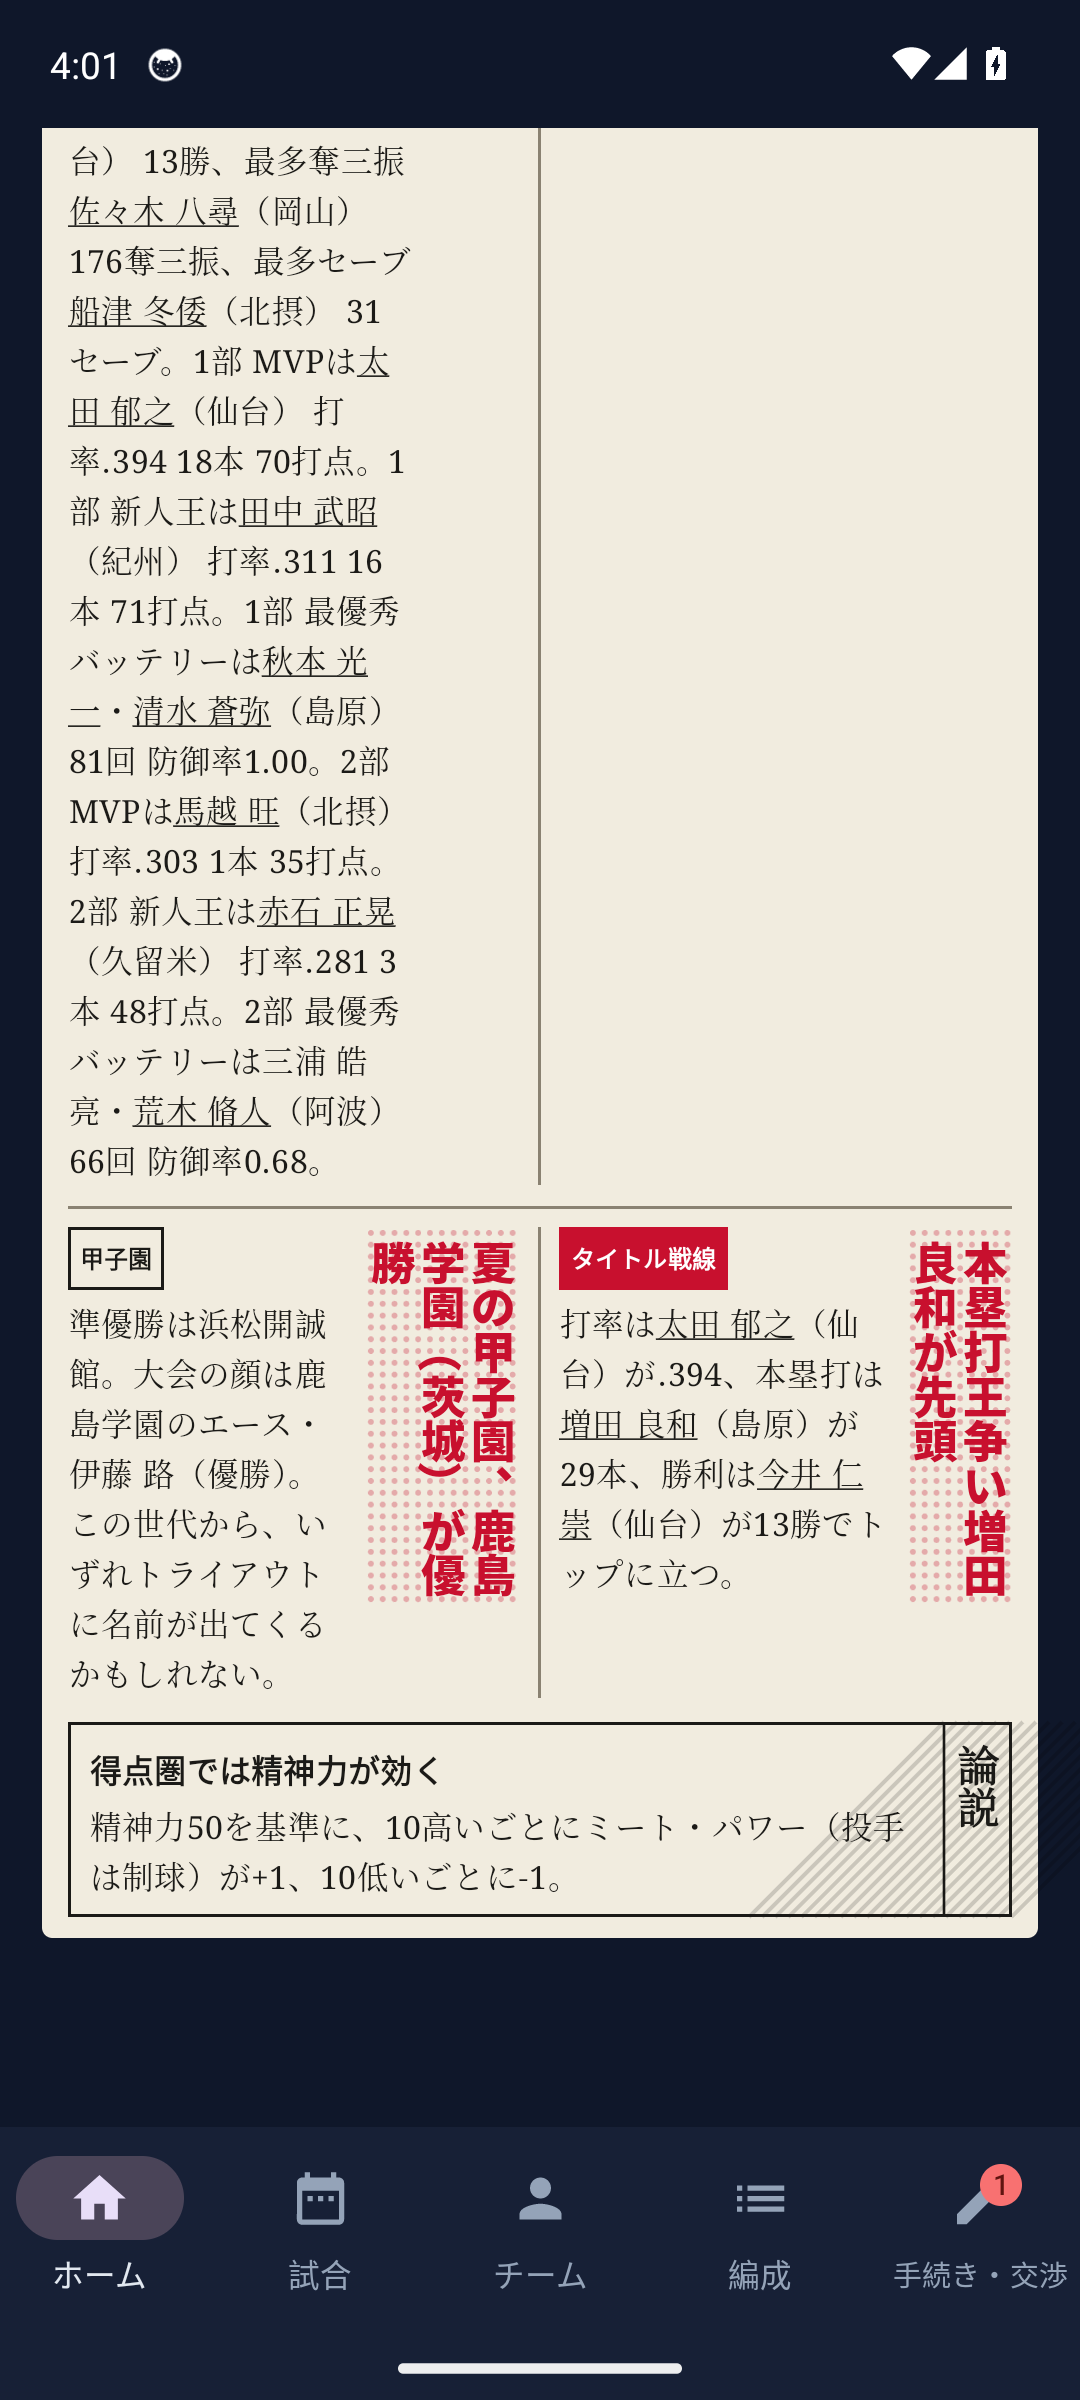 4:01
台） 13勝、最多奪三振
佐々木 八尋（岡山）
176奪三振、最多セーブ
船津 冬倭（北摂） 31
セーブ。1部 MVPは太
田 郁之（仙台） 打
率.394 18本 70打点。1
部 新人王は田中 武昭
（紀州） 打率.311 16
本 71打点。1部 最優秀
バッテリーは秋本 光
一・清水 蒼弥（島原）
81回 防御率1.00。2部
MVPは馬越 旺（北摂）
打率.303 1本 35打点。
2部 新人王は赤石 正晃
（久留米） 打率.281 3
本 48打点。2部 最優秀
バッテリーは三浦 皓
亮・荒木 脩人（阿波）
66回 防御率0.68。
甲子園
夏の甲子園、鹿島
学園（茨城）が優
勝
準優勝は浜松開誠
館。大会の顔は鹿
島学園のエース・
伊藤 路（優勝）。
この世代から、い
ずれトライアウト
に名前が出てくる
かもしれない。
タイトル戦線
本塁打王争い増田
良和が先頭
打率は太田 郁之（仙
台）が.394、本塁打は
増田 良和（島原）が
29本、勝利は今井 仁
崇（仙台）が13勝でト
ップに立つ。
論説
得点圏では精神力が効く
精神力50を基準に、10高いごとにミート・パワー（投手
は制球）が+1、10低いごとに-1。
1
ホーム
試合
チーム
編成
手続き・交渉